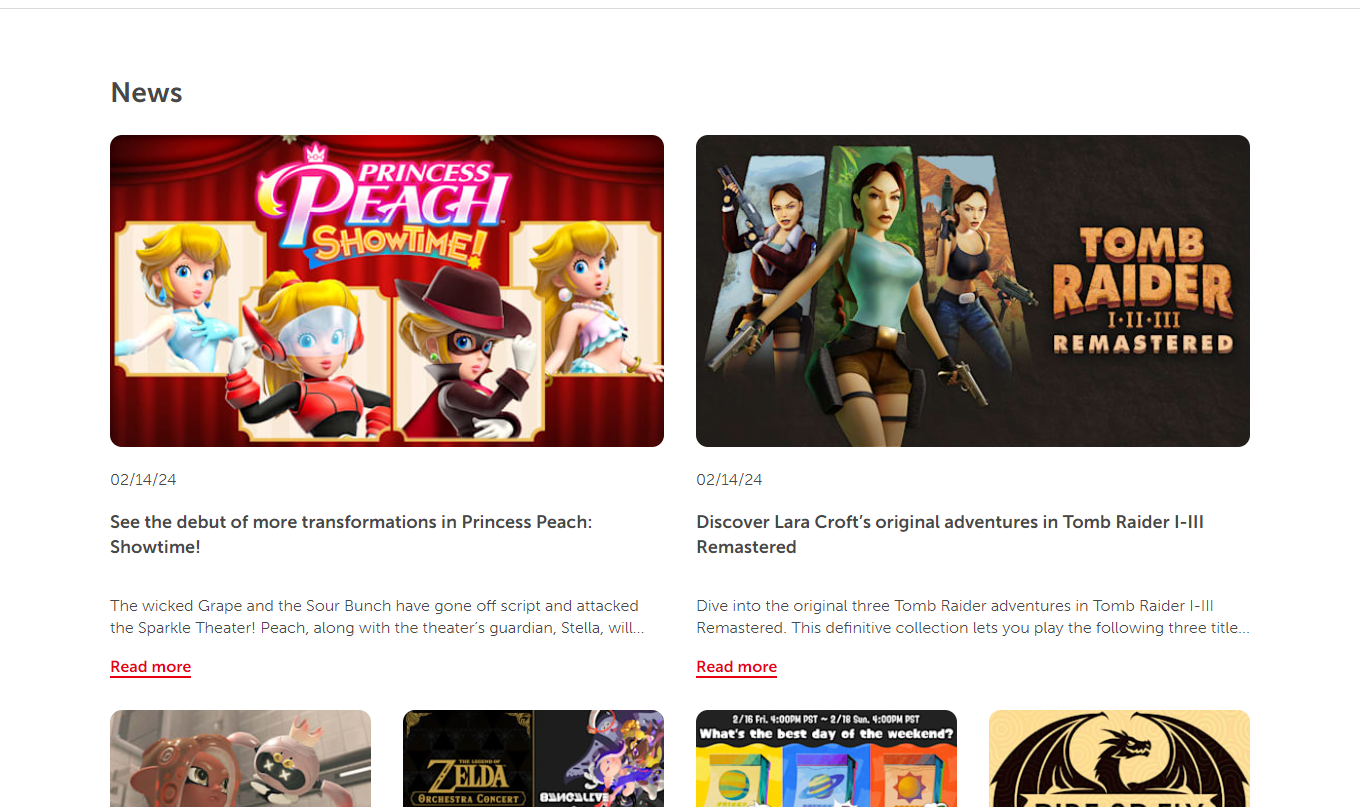 News
PRINCESS
PEACH
SHOWTIME!
TOMB
RAIDER
I·II·III
REMASTERED
02/14/24
See the debut of more transformations in Princess Peach:
Showtime!
The wicked Grape and the Sour Bunch have gone off script and attacked
the Sparkle Theater! Peach, along with the theater’s guardian, Stella, will...
Read more
02/14/24
Discover Lara Croft’s original adventures in Tomb Raider I-III
Remastered
Dive into the original three Tomb Raider adventures in Tomb Raider I-III
Remastered. This definitive collection lets you play the following three title...
Read more
THE LEGEND OF
ZELDA
ORCHESTRA CONCERT
2/16 Fri. 4:00PM PST ~ 2/18 Sun. 4:00PM PST
What's the best day of the weekend?